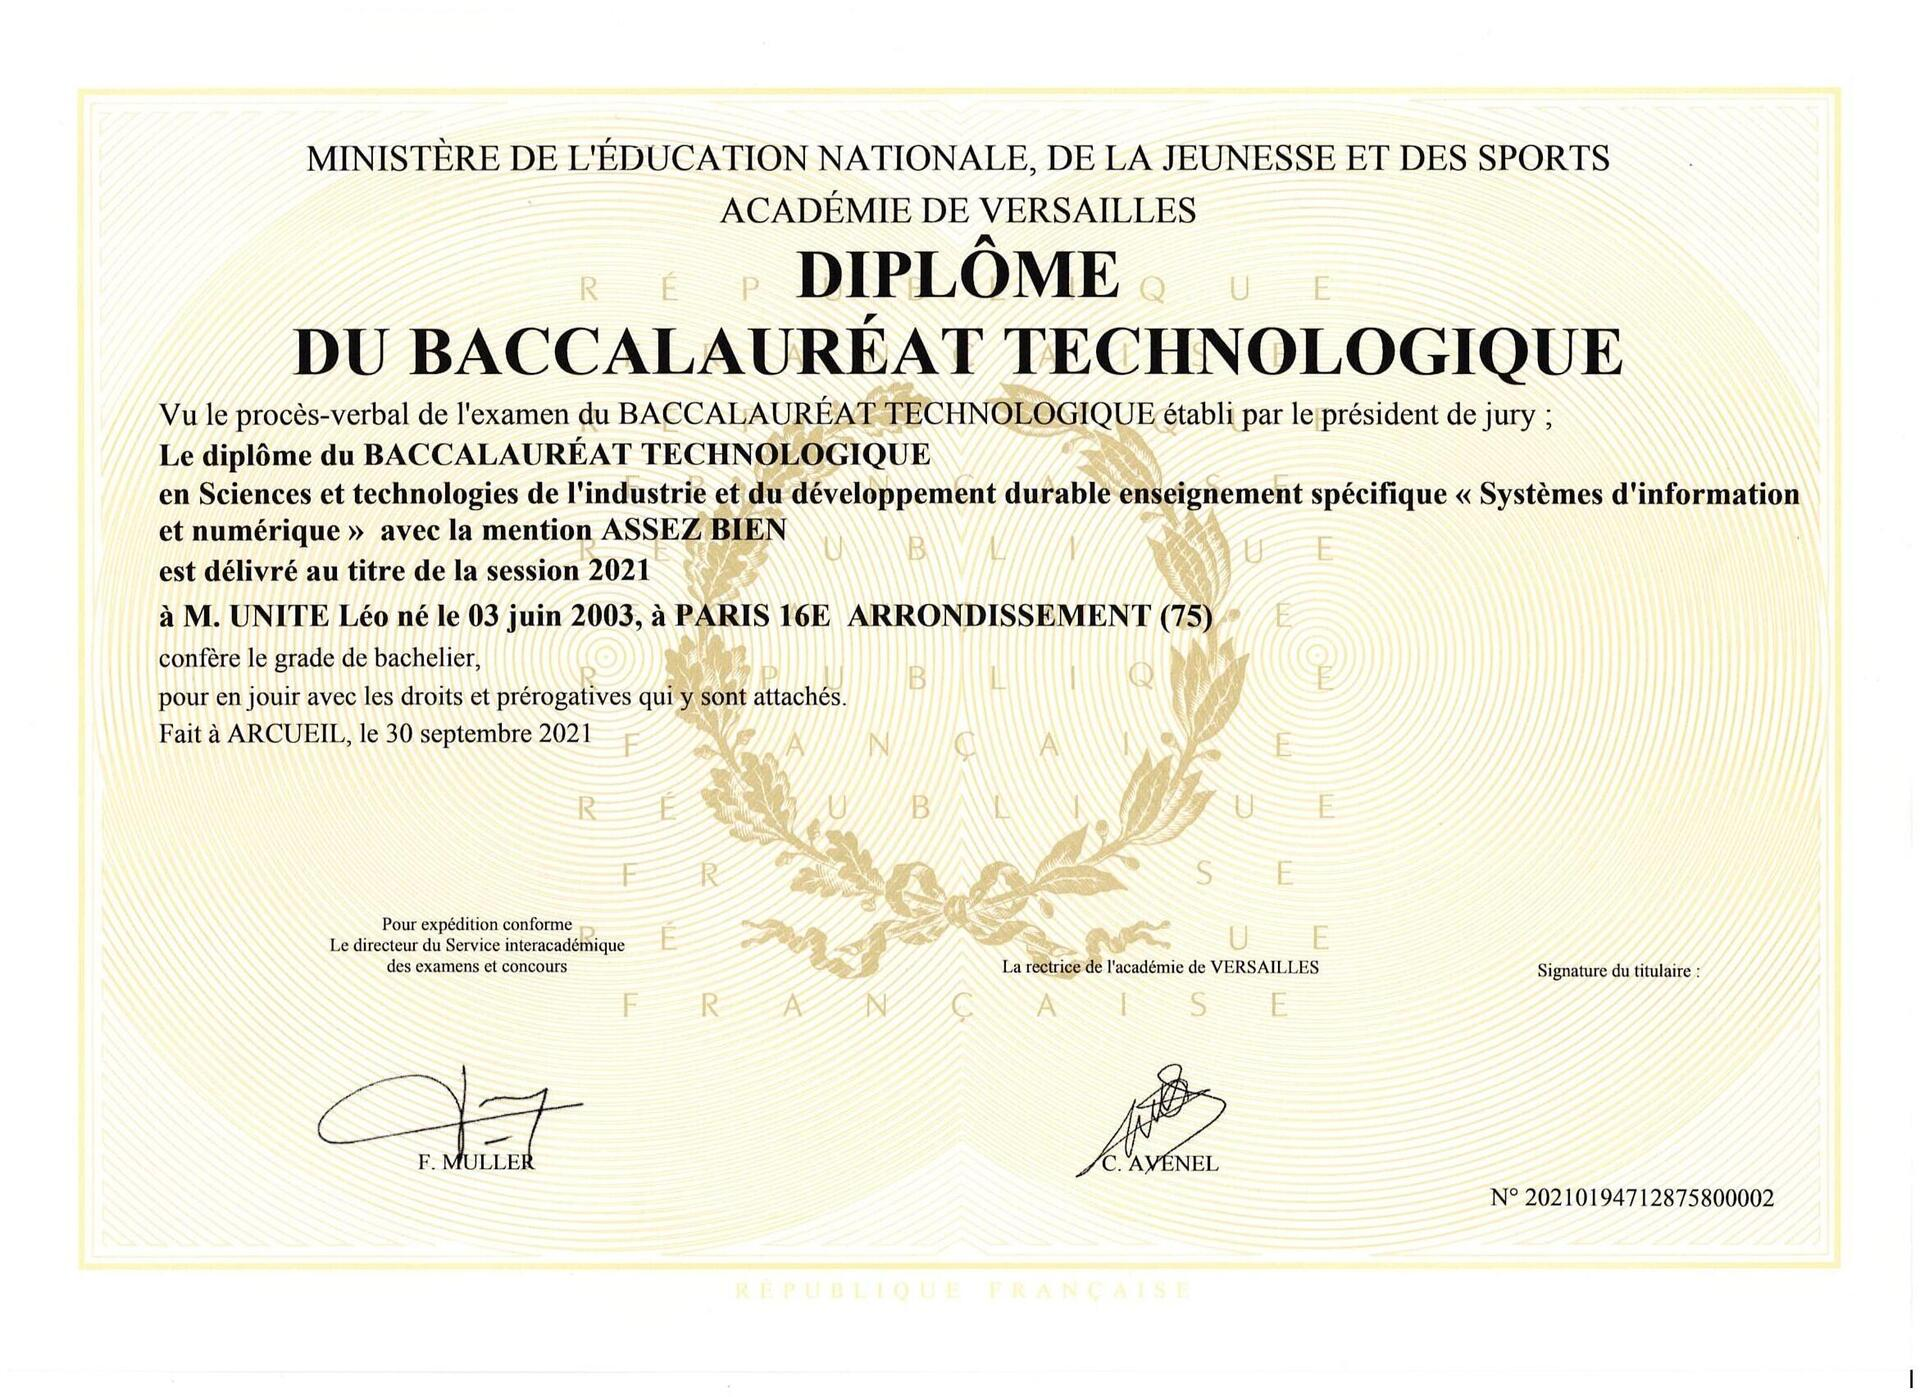 MINISTÈRE DE L'ÉDUCATION NATIONALE, DE LA JEUNESSE ET DES SPORTS
ACADÉMIE DE VERSAILLES
DIPLÔME
DU BACCALAURÉAT TECHNOLOGIQUE
Vu le procès-verbal de l'examen du BACCALAURÉAT TECHNOLOGIQUE établi par le président de jury ;
Le diplôme du BACCALAURÉAT TECHNOLOGIQUE
en Sciences et technologies de l'industrie et du développement durable enseignement spécifique « Systèmes d'information
et numérique » avec la mention ASSEZ BIEN
est délivré au titre de la session 2021
à M. UNITE Léo né le 03 juin 2003, à PARIS 16E ARRONDISSEMENT (75)
confère le grade de bachelier,
pour en jouir avec les droits et prérogatives qui y sont attachés.
Fait à ARCUEIL, le 30 septembre 2021
Pour expédition conforme
Le directeur du Service interacadémique
des examens et concours
La rectrice de l'académie de VERSAILLES
Signature du titulaire :
FRANÇAISE
F. MULLER
C. AVENEL
N° 20210194712875800002
RÉPUBLIQUE FRANÇAISE